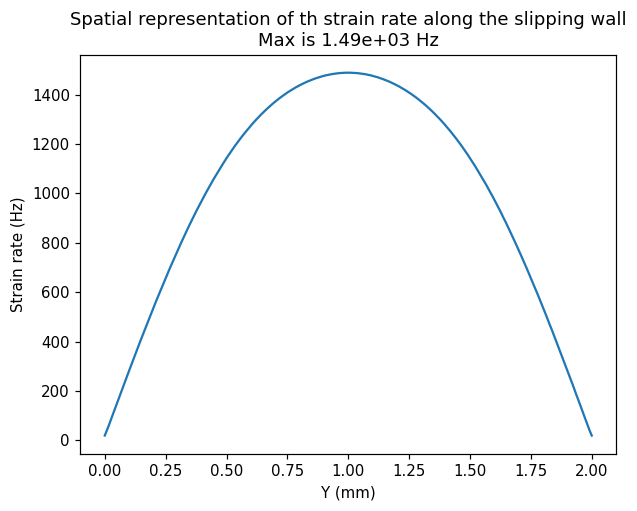 Spatial representation of th strain rate along the slipping wall
Max is 1.49e+03 Hz
Strain rate (Hz)
1400
1200
1000
800
600
400
200
0
0.00 0.25 0.50 0.75 1.00 1.25 1.50 1.75 2.00
Y (mm)